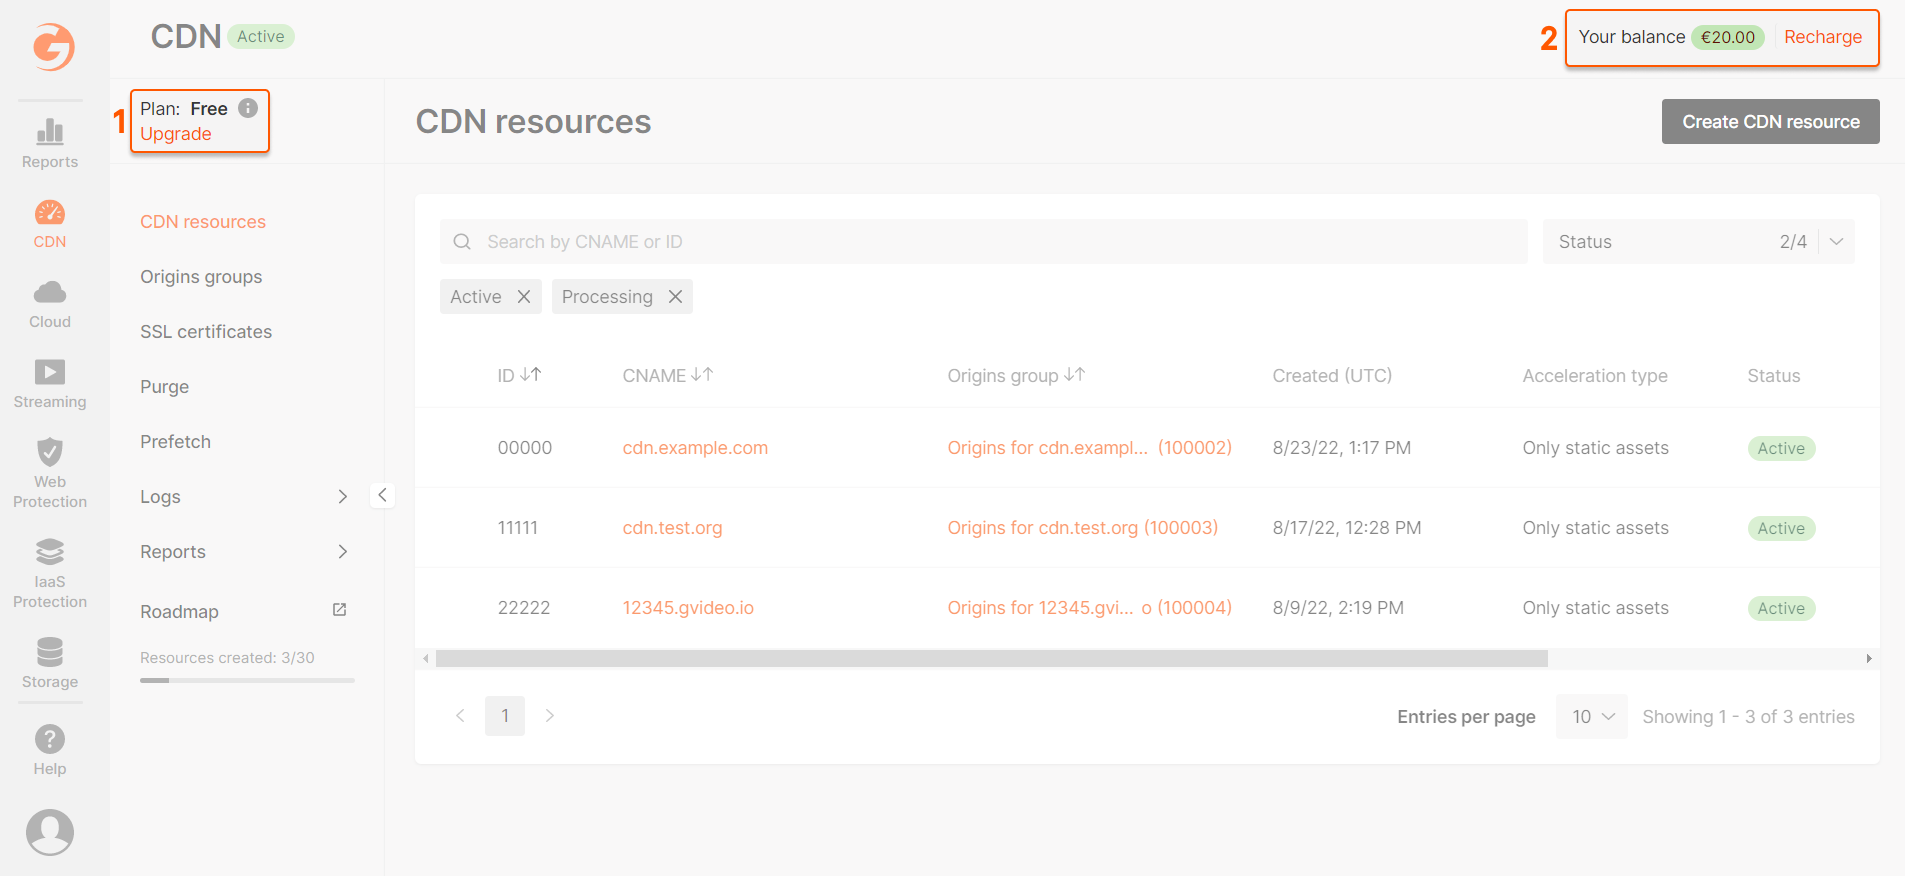 CDN Active
2 Your balance €20.00 Recharge
1 Plan: Free
Upgrade
Reports
CDN
Cloud
Streaming
Web
Protection
IaaS
Protection
Storage
Help
CDN resources
Origins groups
SSL certificates
Purge
Prefetch
Logs
Reports
Roadmap
Resources created: 3/30
CDN resources
Create CDN resource
Search by CNAME or ID
Status 2/4
Active Processing
ID CNAME Origins group Created (UTC) Acceleration type Status
00000 cdn.example.com Origins for cdn.exampl... (100002) 8/23/22, 1:17 PM Only static assets Active
11111 cdn.test.org Origins for cdn.test.org (100003) 8/17/22, 12:28 PM Only static assets Active
22222 12345.gvideo.io Origins for 12345.gvi... o (100004) 8/9/22, 2:19 PM Only static assets Active
1
Entries per page 10 Showing 1 - 3 of 3 entries